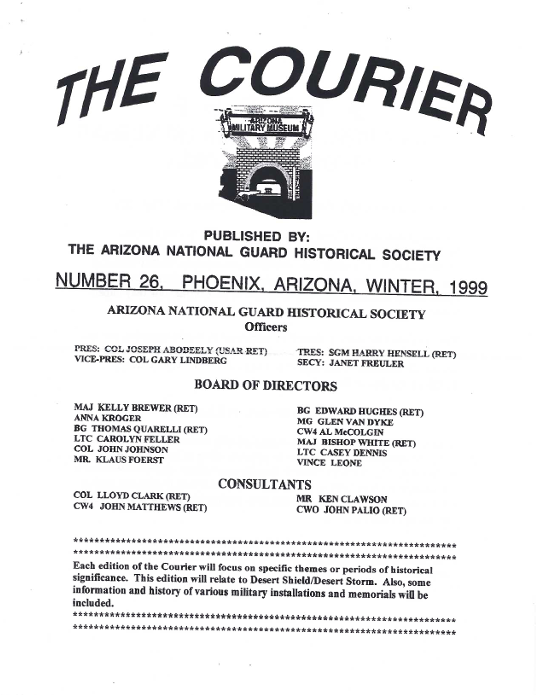 THE COURIER
ARIZONA
MILITARY MUSEUM
PUBLISHED BY:
THE ARIZONA NATIONAL GUARD HISTORICAL SOCIETY
NUMBER 26, PHOENIX, ARIZONA, WINTER, 1999
ARIZONA NATIONAL GUARD HISTORICAL SOCIETY
Officers
PRES: COL JOSEPH ABODEELY (USAR-RET)
VICE-PRES: COL GARY LINDBERG
TRES: SGM HARRY HENSELL (RET)
SECY: JANET FREULER
BOARD OF DIRECTORS
MAJ KELLY BREWER (RET)
ANNA KROGER
BG THOMAS QUARELLI (RET)
LTC CAROLYN FELLER
COL JOHN JOHNSON
MR. KLAUS FOERST
BG EDWARD HUGHES (RET)
MG GLEN VAN DYKE
CW4 AL McCOLGIN
MAJ BISHOP WHITE (RET)
LTC CASEY DENNIS
VINCE LEONE
CONSULTANTS
COL LLOYD CLARK (RET)
CW4 JOHN MATTHEWS (RET)
MR KEN CLAWSON
CWO JOHN PALIO (RET)
Each edition of the Courier will focus on specific themes or periods of historical
significance. This edition will relate to Desert Shield/Desert Storm. Also, some
information and history of various military installations and memorials will be
included.